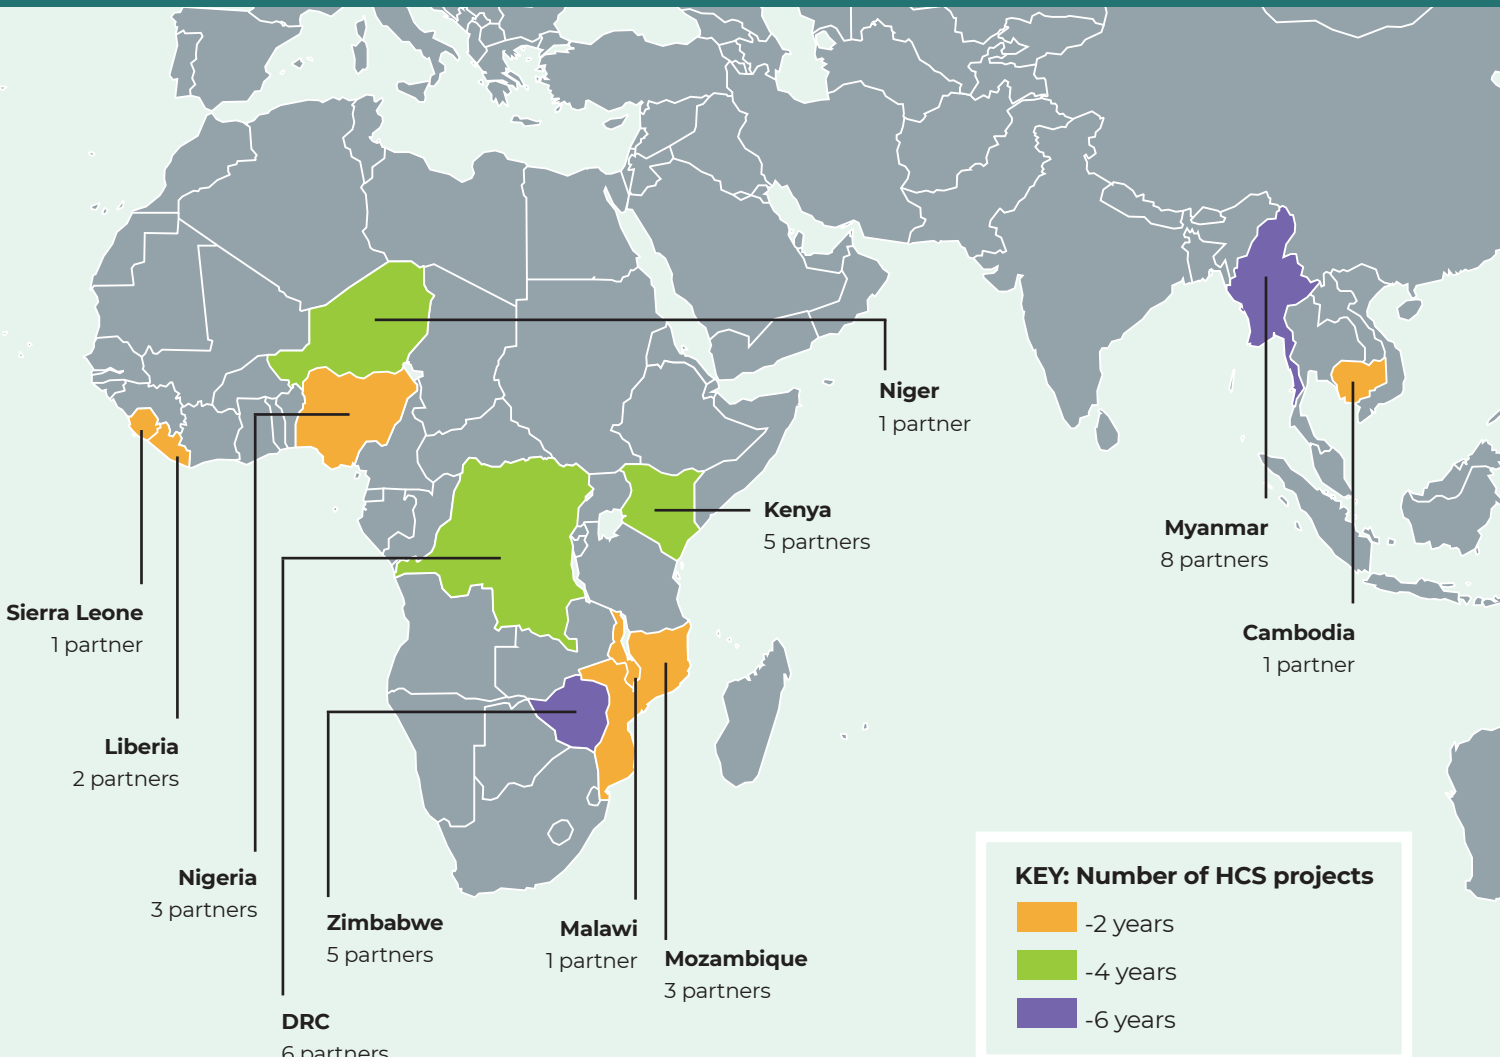 Niger
1 partner
Kenya
5 partners
Myanmar
8 partners
Cambodia
1 partner
Sierra Leone
1 partner
Liberia
2 partners
Nigeria
3 partners
Zimbabwe
5 partners
Malawi
1 partner
Mozambique
3 partners
DRC
6 partners
KEY: Number of HCS projects
-2 years
-4 years
-6 years